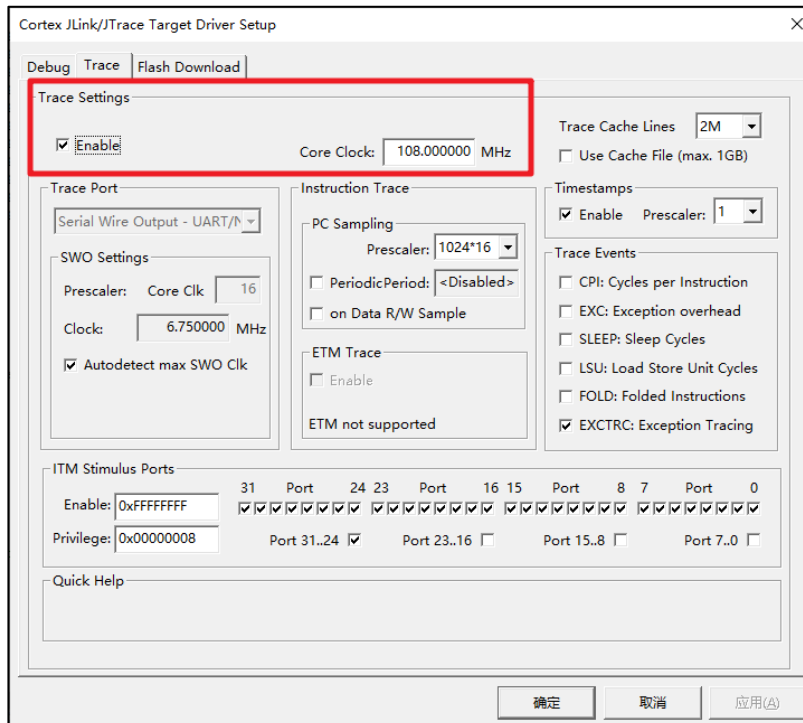 Cortex JLink/JTrace Target Driver Setup
Debug Trace Flash Download
Trace Settings
Enable
Core Clock: 108.000000 MHz
Trace Cache Lines 2M
Use Cache File (max. 1GB)
Trace Port
Serial Wire Output - UART/N
SWO Settings
Prescaler: Core Clk 16
Clock: 6.750000 MHz
Autodetect max SWO Clk
Instruction Trace
PC Sampling
Prescaler: 1024*16
Periodic Period: <Disabled>
on Data R/W Sample
ETM Trace
Enable
ETM not supported
Timestamps
Enable Prescaler: 1
Trace Events
CPI: Cycles per Instruction
EXC: Exception overhead
SLEEP: Sleep Cycles
LSU: Load Store Unit Cycles
FOLD: Folded Instructions
EXCTRC: Exception Tracing
ITM Stimulus Ports
31 Port 24 23 Port 16 15 Port 8 7 Port 0
Enable: 0xFFFFFFFF
Privilege: 0x00000008 Port 31..24 Port 23..16 Port 15..8 Port 7..0
Quick Help
确定 取消 应用(A)